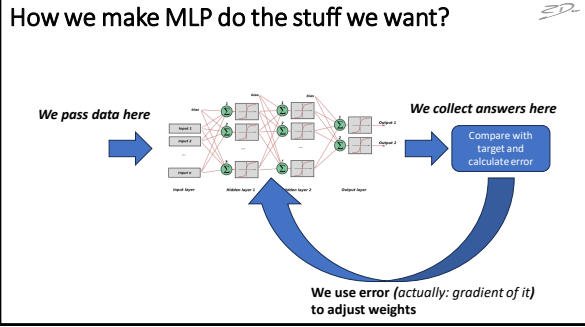 How we make MLP do the stuff we want?
We pass data here
We collect answers here
bias
bias
bias
Input 1
Input 2
...
Input n
...
...
Output 1
Output 2
Input layer
Hidden layer 1
Hidden layer 2
Output layer
Compare with
target and
calculate error
We use error (actually: gradient of it)
to adjust weights